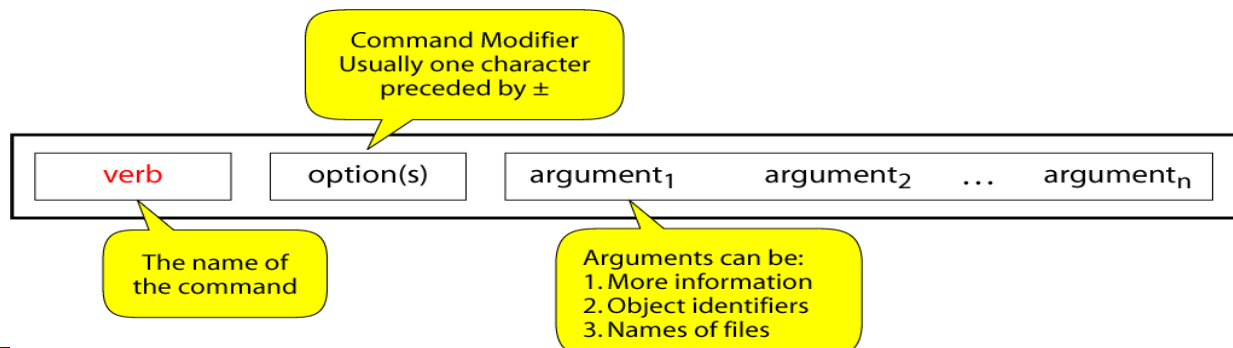 Command Modifier
Usually one character
preceded by ±
verb option(s) argument₁ argument₂ ... argumentₙ
The name of
the command
Arguments can be:
1. More information
2. Object identifiers
3. Names of files